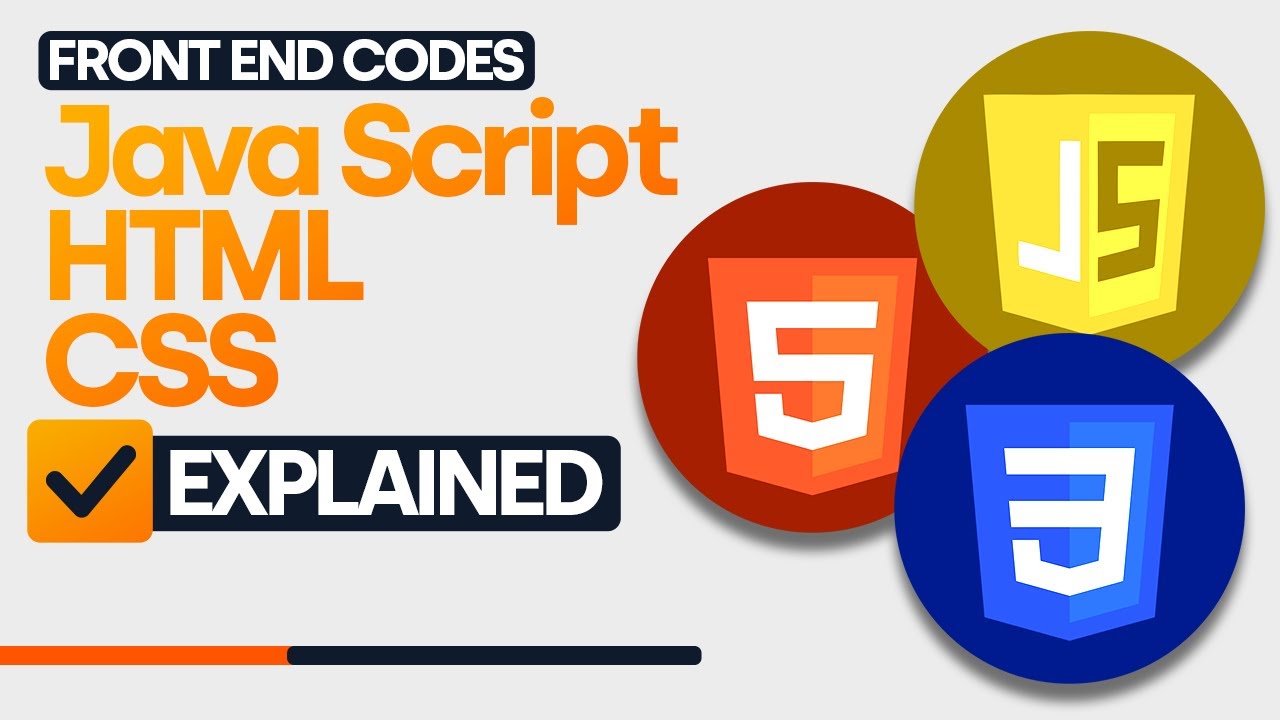 FRONT END CODES
Java Script
HTML
CSS
EXPLAINED
JS
5
3